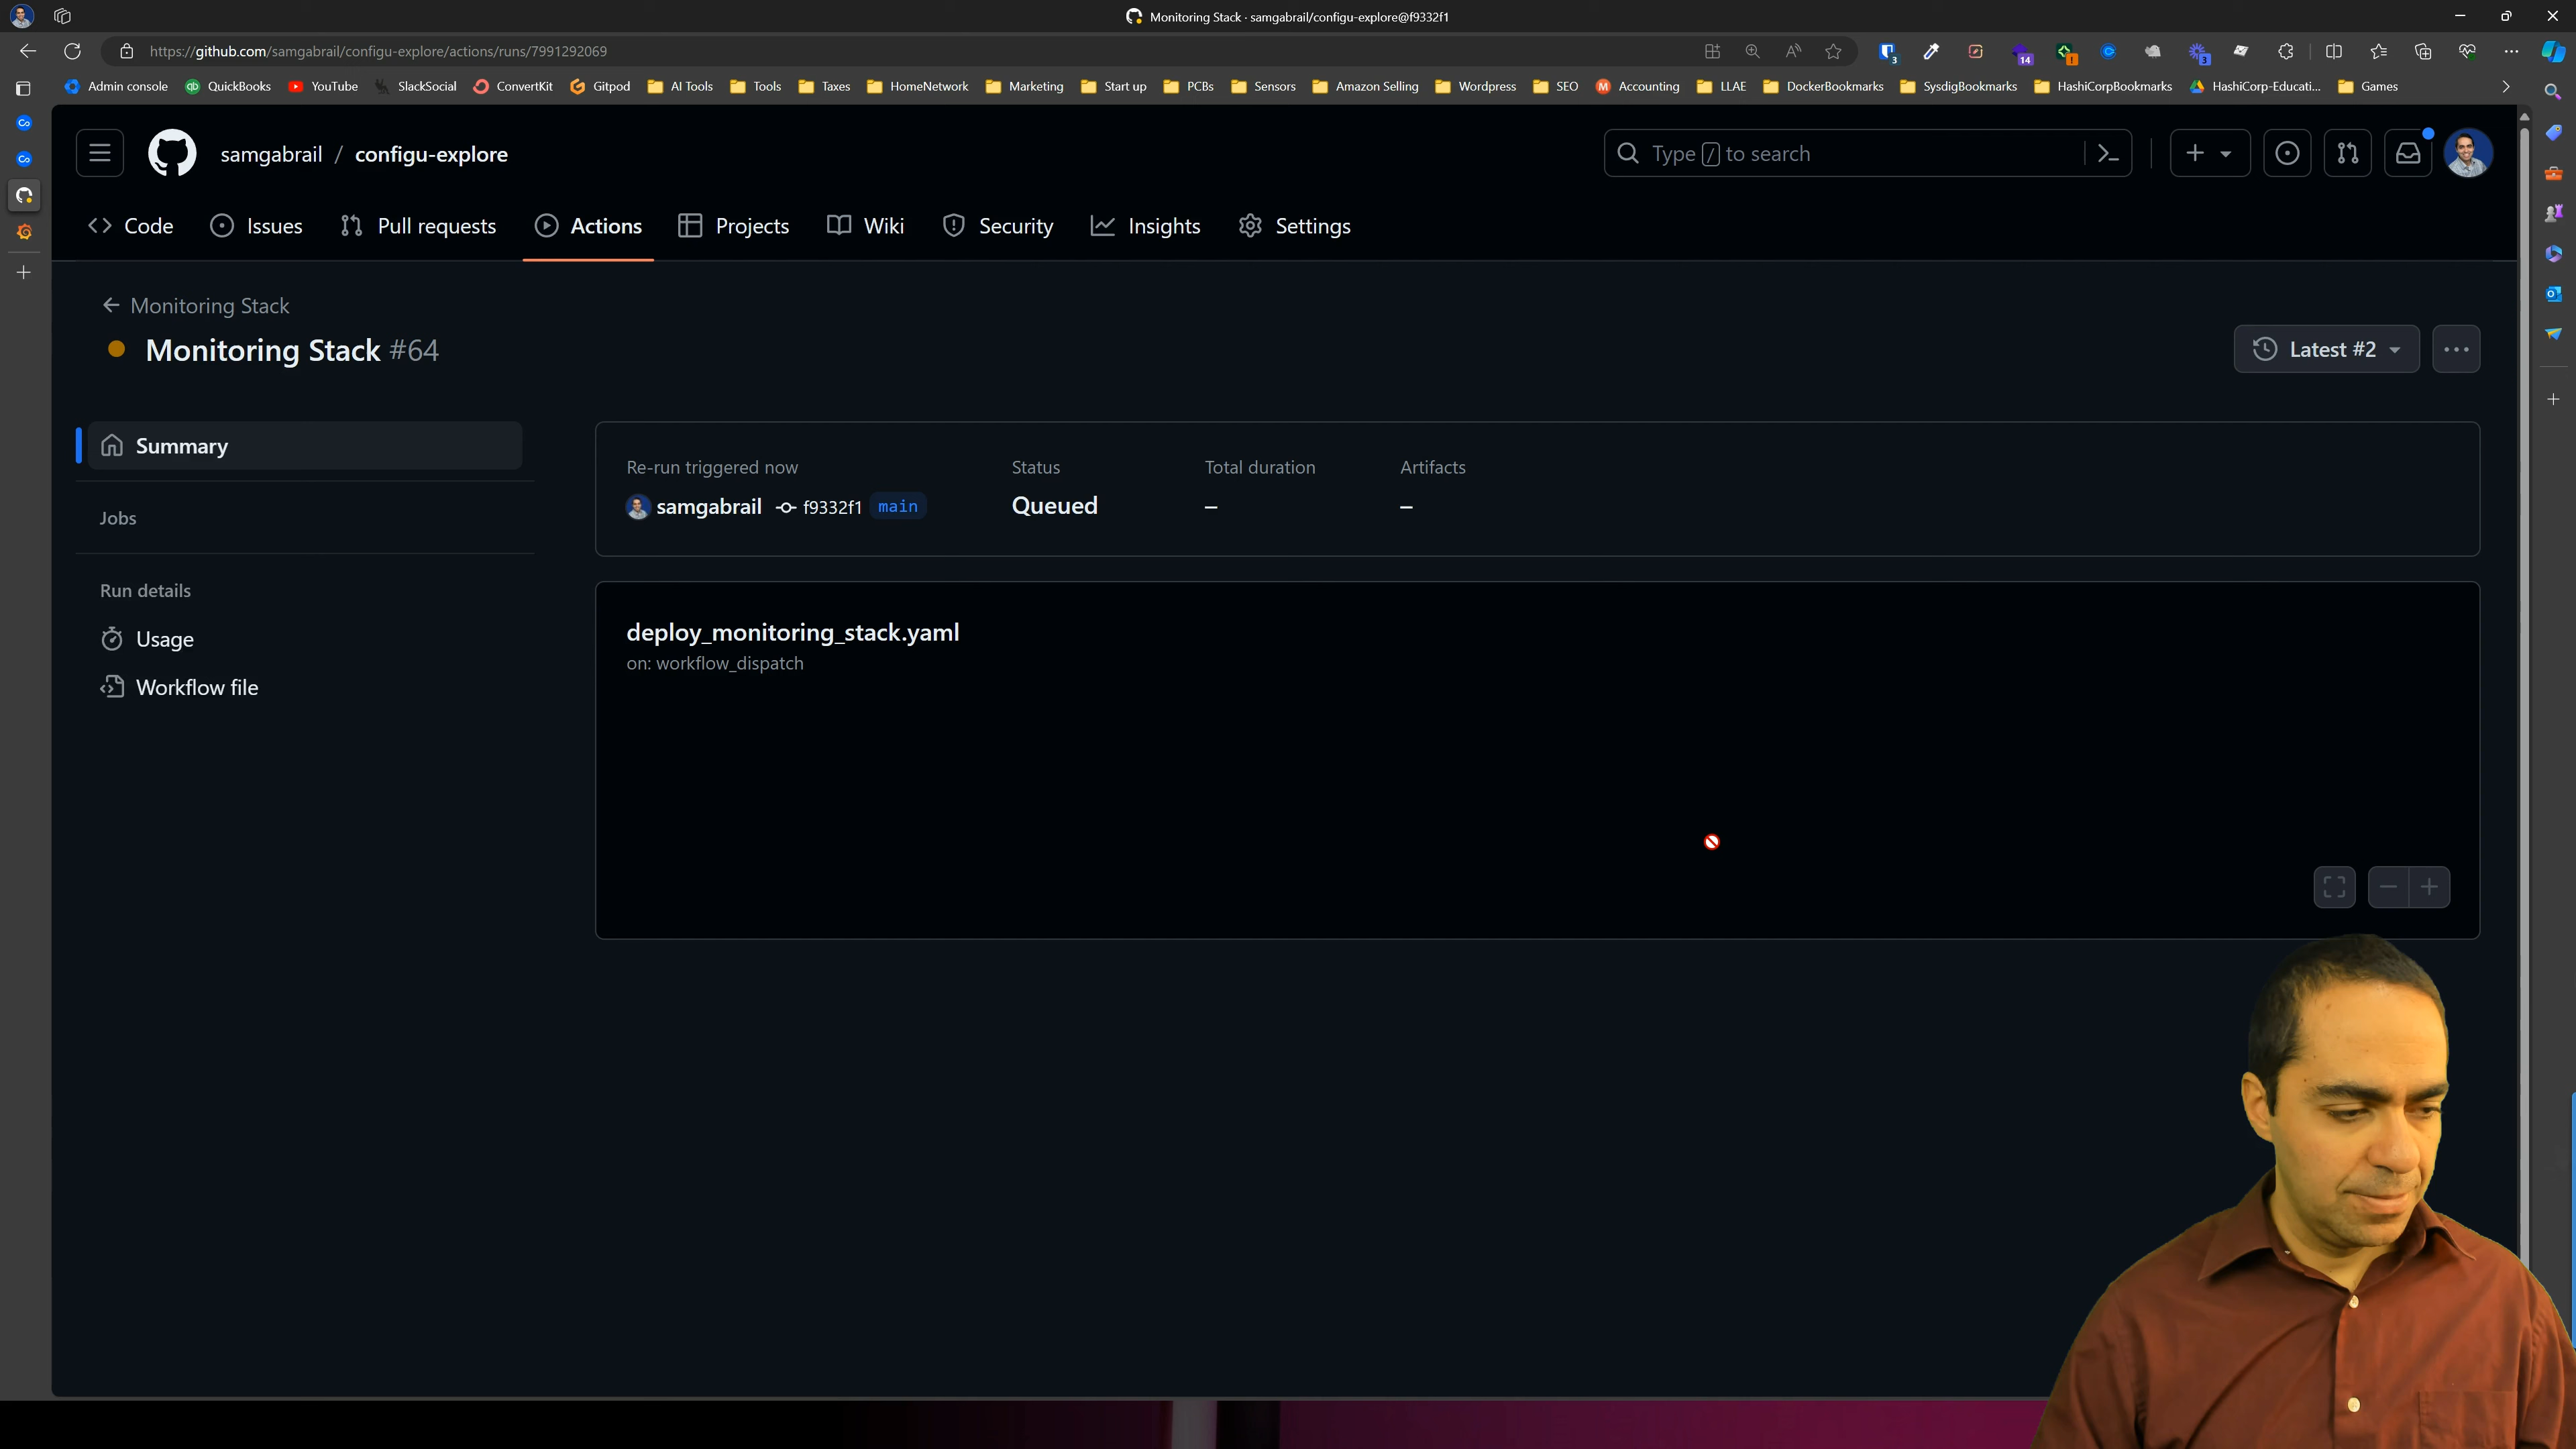 Monitoring Stack · samgabrail/configu-explore@f9332f1
https://github.com/samgabrail/configu-explore/actions/runs/7991292069
3 14 ! 3
Admin console QuickBooks YouTube SlackSocial ConvertKit Gitpod AI Tools Tools Taxes HomeNetwork Marketing Start up PCBs Sensors Amazon Selling Wordpress SEO Accounting LLAE DockerBookmarks SysdigBookmarks HashiCorpBookmarks HashiCorp-Educati... Games
samgabrail / configu-explore
Type / to search
Code Issues Pull requests Actions Projects Wiki Security Insights Settings
Monitoring Stack
Monitoring Stack #64
Latest #2
Summary
Jobs
Run details
Usage
Workflow file
Re-run triggered now Status Total duration Artifacts
samgabrail f9332f1 main Queued – –
deploy_monitoring_stack.yaml
on: workflow_dispatch